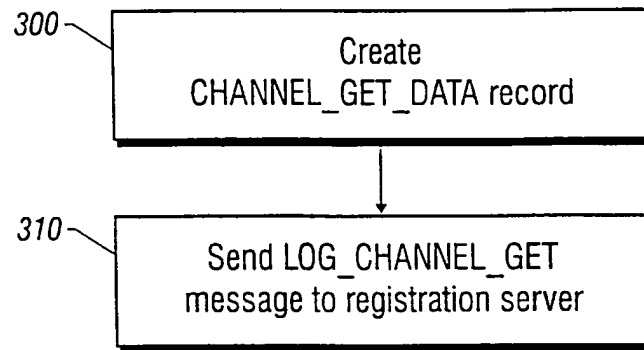 300
Create
CHANNEL_GET_DATA record
310
Send LOG_CHANNEL_GET
message to registration server